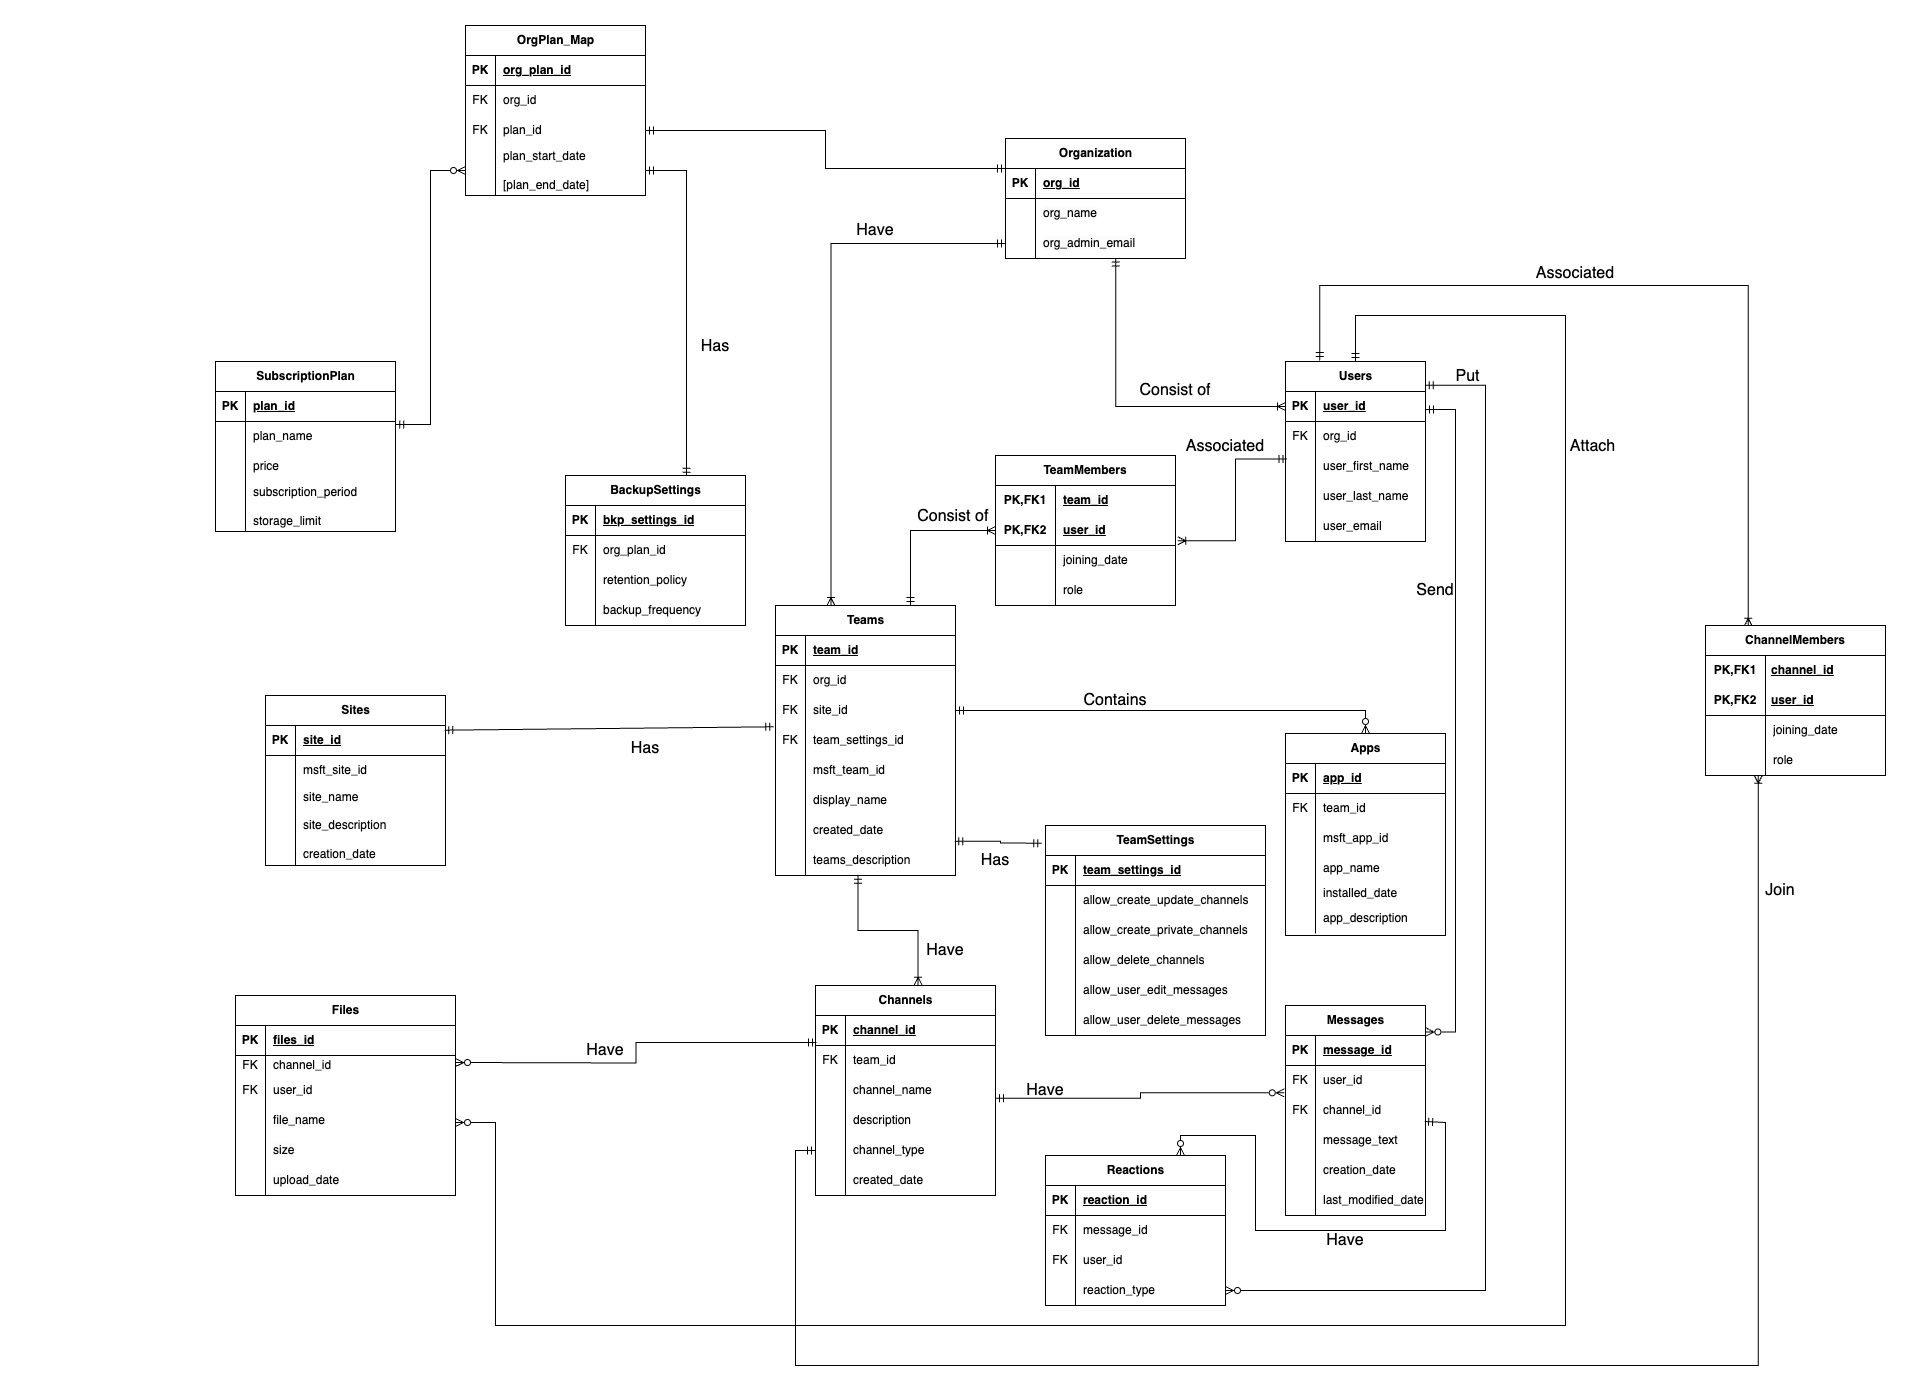 OrgPlan_Map
PK org_plan_id
FK org_id
FK plan_id
plan_start_date
[plan_end_date]
Organization
PK org_id
org_name
org_admin_email
Have
Associated
Has
SubscriptionPlan
PK plan_id
plan_name
price
subscription_period
storage_limit
Consist of
Users
PK user_id
FK org_id
user_first_name
user_last_name
user_email
Put
Attach
Associated
TeamMembers
PK,FK1 team_id
PK,FK2 user_id
joining_date
role
Consist of
BackupSettings
PK bkp_settings_id
FK org_plan_id
retention_policy
backup_frequency
Send
Teams
PK team_id
FK org_id
FK site_id
FK team_settings_id
msft_team_id
display_name
created_date
teams_description
ChannelMembers
PK,FK1 channel_id
PK,FK2 user_id
joining_date
role
Sites
PK site_id
msft_site_id
site_name
site_description
creation_date
Has
Contains
Apps
PK app_id
FK team_id
msft_app_id
app_name
installed_date
app_description
Has
TeamSettings
PK team_settings_id
allow_create_update_channels
allow_create_private_channels
allow_delete_channels
allow_user_edit_messages
allow_user_delete_messages
Join
Have
Files
PK files_id
FK channel_id
FK user_id
file_name
size
upload_date
Have
Channels
PK channel_id
FK team_id
channel_name
description
channel_type
created_date
Have
Messages
PK message_id
FK user_id
FK channel_id
message_text
creation_date
last_modified_date
Reactions
PK reaction_id
FK message_id
FK user_id
reaction_type
Have